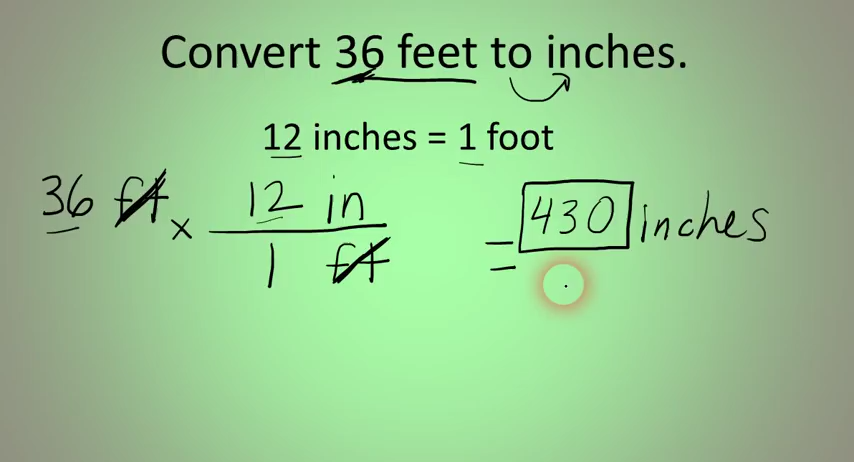 Convert 36 feet to inches.
12 inches = 1 foot
36 ft x 12 in / 1 ft = 430 inches